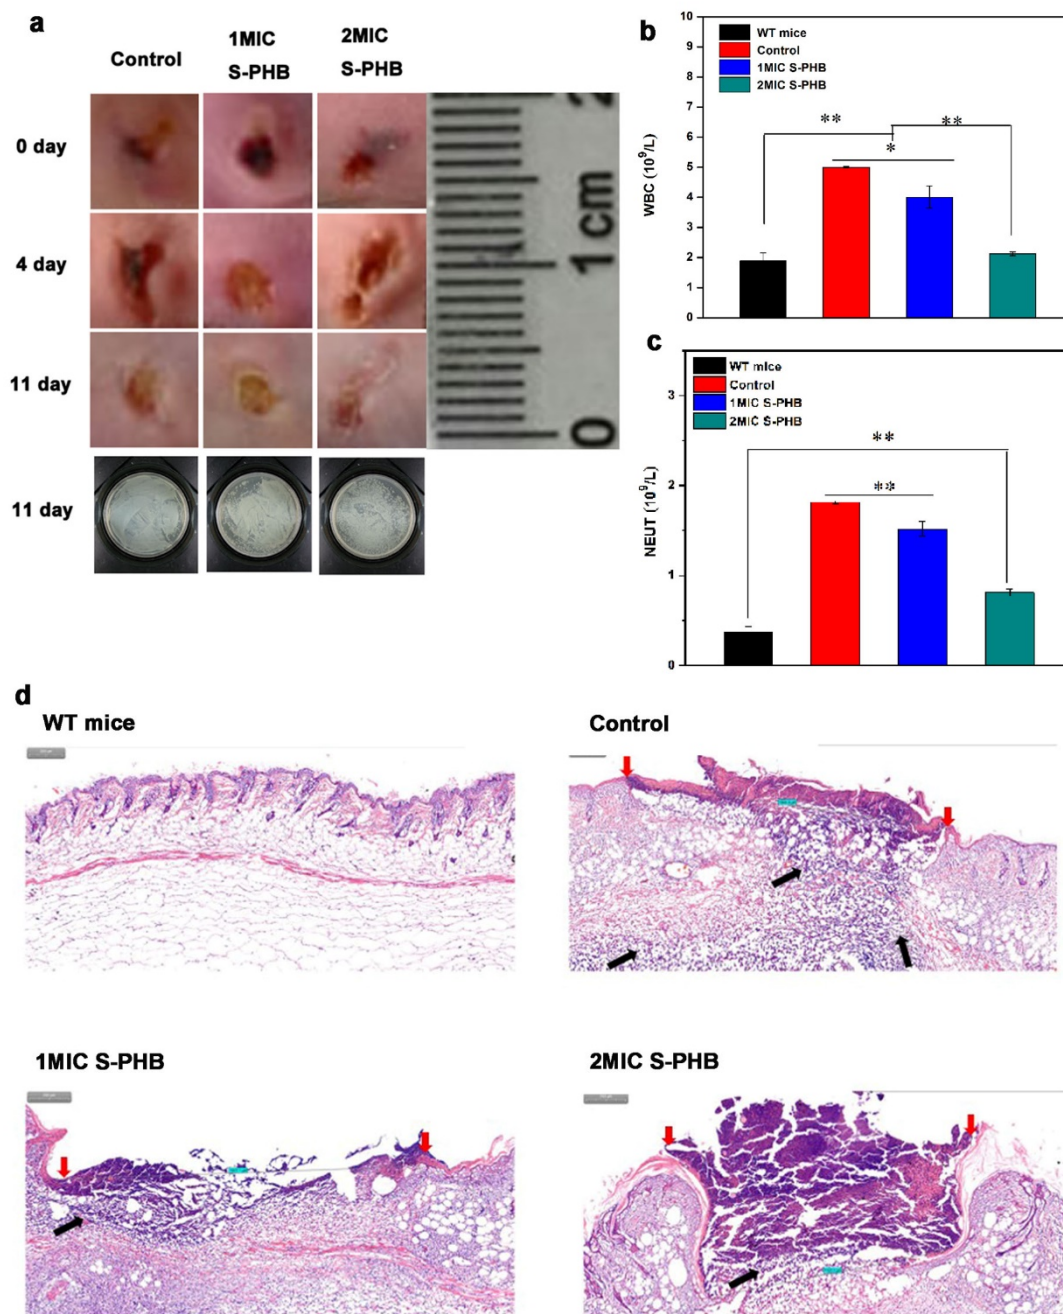 a
Control
1MIC
S-PHB
2MIC
S-PHB
0 day
4 day
11 day
11 day
0
1 cm
2
b
WT mice
Control
1MIC S-PHB
2MIC S-PHB
**
**
*
WBC (10⁹/L)
10
9
8
7
6
5
4
3
2
1
0
c
WT mice
Control
1MIC S-PHB
2MIC S-PHB
**
**
NEUT (10⁹/L)
3
2
1
0
d
WT mice
Control
1MIC S-PHB
2MIC S-PHB